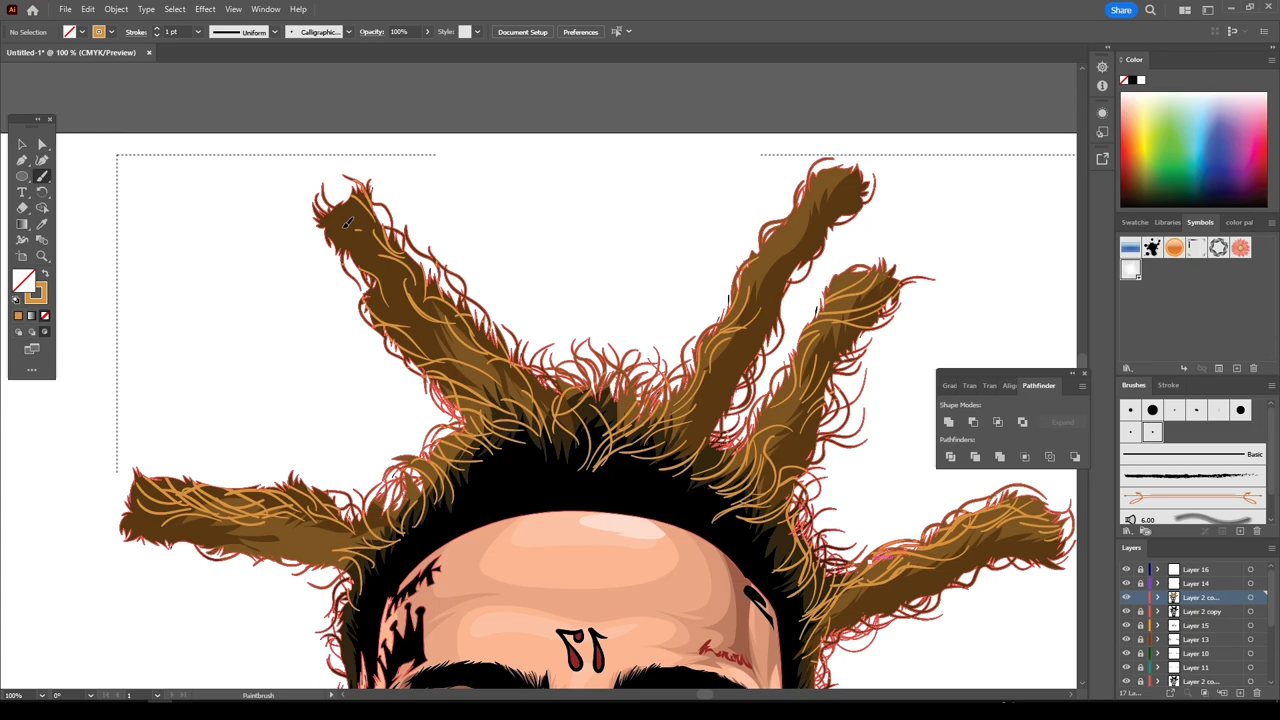 Ai File Edit Object Type Select Effect View Window Help Share
No Selection Stroke: 1 pt Uniform Calligraphic... Opacity: 100% Style: Document Setup Preferences
Untitled-1* @ 100 % (CMYK/Preview)
Color
Swatche Libraries Symbols color pal
Grad Tran Tran Alig Pathfinder
Shape Modes:
Expand
Pathfinders:
Brushes Stroke
Basic
6.00
Layers
Layer 16
Layer 14
Layer 2 co...
Layer 2 copy
Layer 15
Layer 13
Layer 10
Layer 11
Layer 2 co...
100% 0° 1 Paintbrush 17 La...